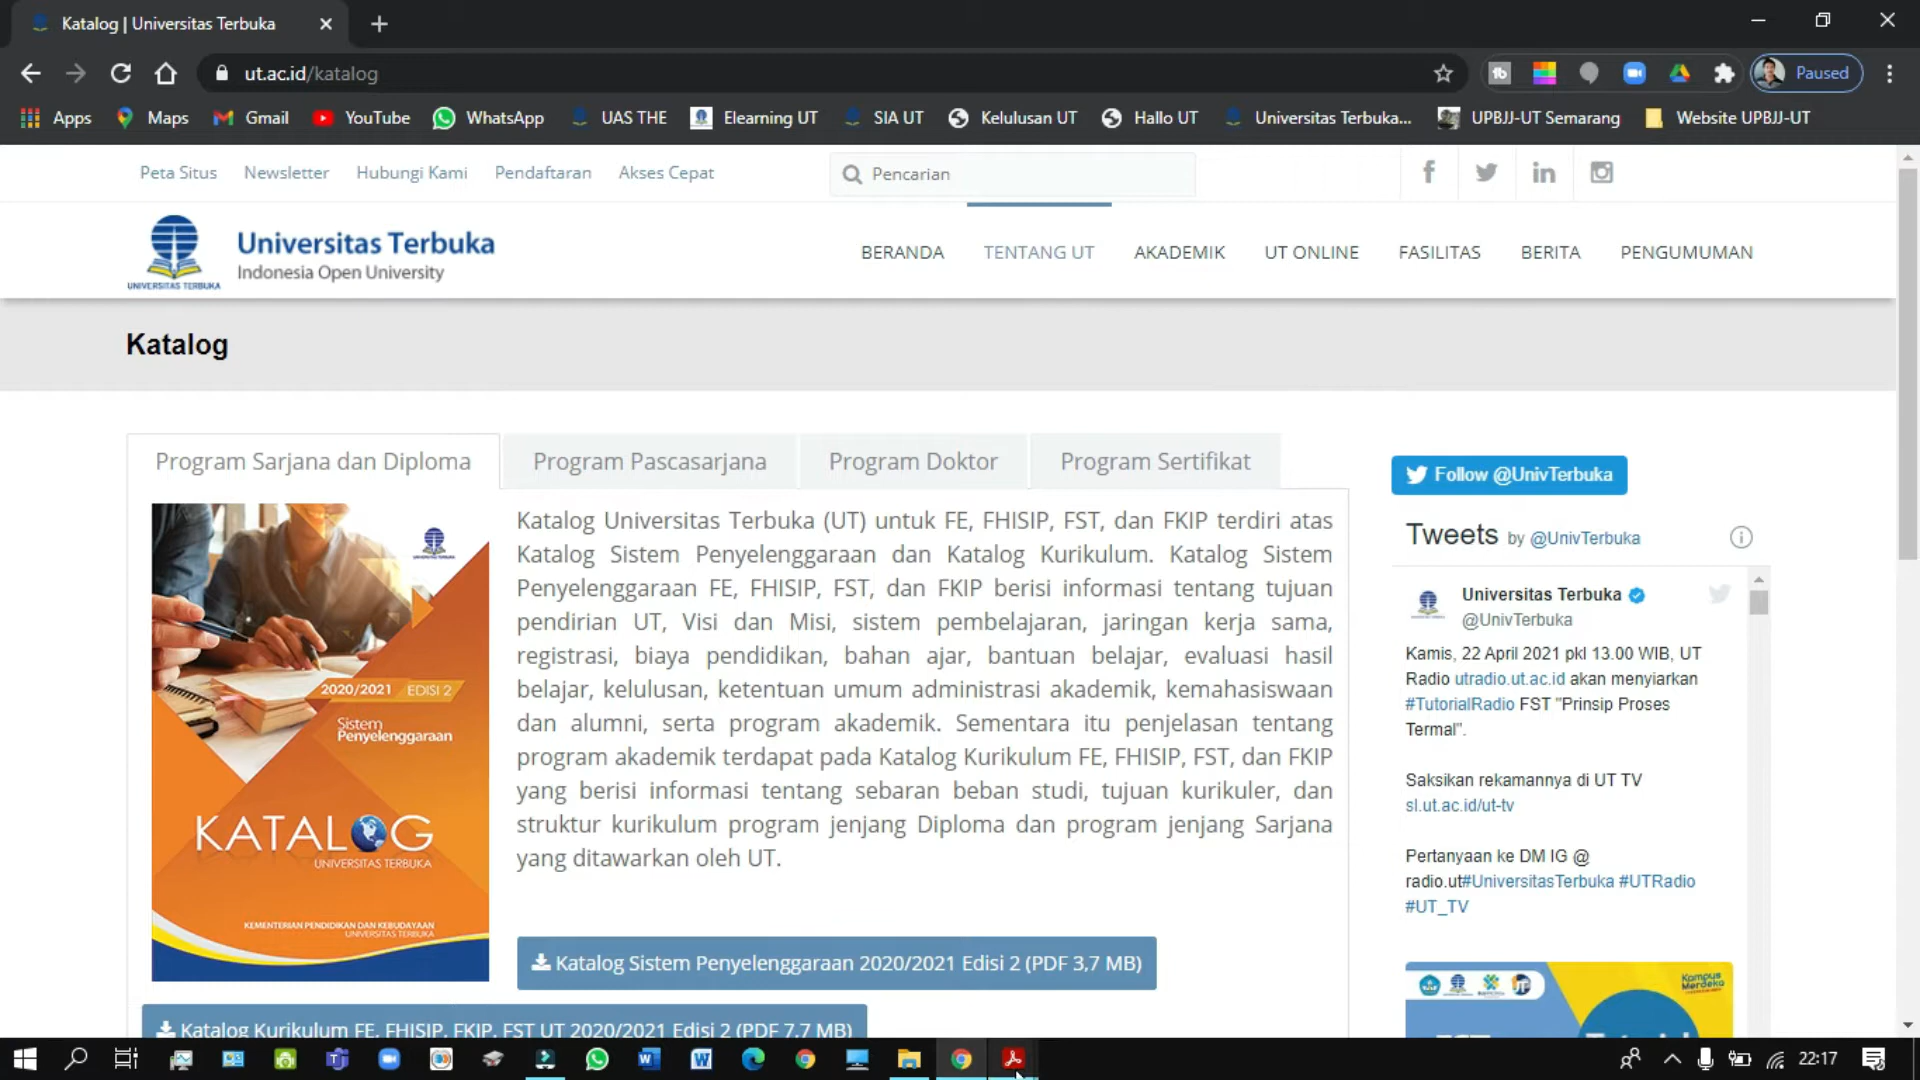 Katalog | Universitas Terbuka
ut.ac.id/katalog
Paused
Apps
Maps
Gmail
YouTube
WhatsApp
UAS THE
Elearning UT
SIA UT
Kelulusan UT
Hallo UT
Universitas Terbuka...
UPBJJ-UT Semarang
Website UPBJJ-UT
Peta Situs
Newsletter
Hubungi Kami
Pendaftaran
Akses Cepat
Pencarian
UNIVERSITAS TERBUKA
Universitas Terbuka
Indonesia Open University
BERANDA
TENTANG UT
AKADEMIK
UT ONLINE
FASILITAS
BERITA
PENGUMUMAN
Katalog
Program Sarjana dan Diploma
Program Pascasarjana
Program Doktor
Program Sertifikat
2020/2021 EDISI 2
Sistem
Penyelenggaraan
KATALOG
UNIVERSITAS TERBUKA
KEMENTERIAN PENDIDIKAN DAN KEBUDAYAAN
UNIVERSITAS TERBUKA
Katalog Universitas Terbuka (UT) untuk FE, FHISIP, FST, dan FKIP terdiri atas
Katalog Sistem Penyelenggaraan dan Katalog Kurikulum. Katalog Sistem
Penyelenggaraan FE, FHISIP, FST, dan FKIP berisi informasi tentang tujuan
pendirian UT, Visi dan Misi, sistem pembelajaran, jaringan kerja sama,
registrasi, biaya pendidikan, bahan ajar, bantuan belajar, evaluasi hasil
belajar, kelulusan, ketentuan umum administrasi akademik, kemahasiswaan
dan alumni, serta program akademik. Sementara itu penjelasan tentang
program akademik terdapat pada Katalog Kurikulum FE, FHISIP, FST, dan FKIP
yang berisi informasi tentang sebaran beban studi, tujuan kurikuler, dan
struktur kurikulum program jenjang Diploma dan program jenjang Sarjana
yang ditawarkan oleh UT.
Katalog Sistem Penyelenggaraan 2020/2021 Edisi 2 (PDF 3,7 MB)
Katalog Kurikulum FE, FHISIP, FKIP, FST UT 2020/2021 Edisi 2 (PDF 7,7 MB)
Follow @UnivTerbuka
Tweets by @UnivTerbuka
Universitas Terbuka
@UnivTerbuka
Kamis, 22 April 2021 pkl 13.00 WIB, UT
Radio utradio.ut.ac.id akan menyiarkan
#TutorialRadio FST "Prinsip Proses
Termal".
Saksikan rekamannya di UT TV
sl.ut.ac.id/ut-tv
Pertanyaan ke DM IG @
radio.ut#UniversitasTerbuka #UTRadio
#UT_TV
Kampus
Merdeka
22:17